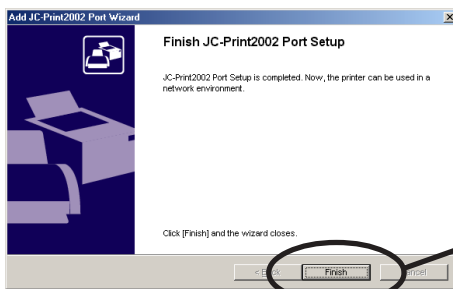 Add JC-Print2002 Port Wizard
Finish JC-Print2002 Port Setup
JC-Print2002 Port Setup is completed. Now, the printer can be used in a
network environment.
Click [Finish] and the wizard closes.
Finish